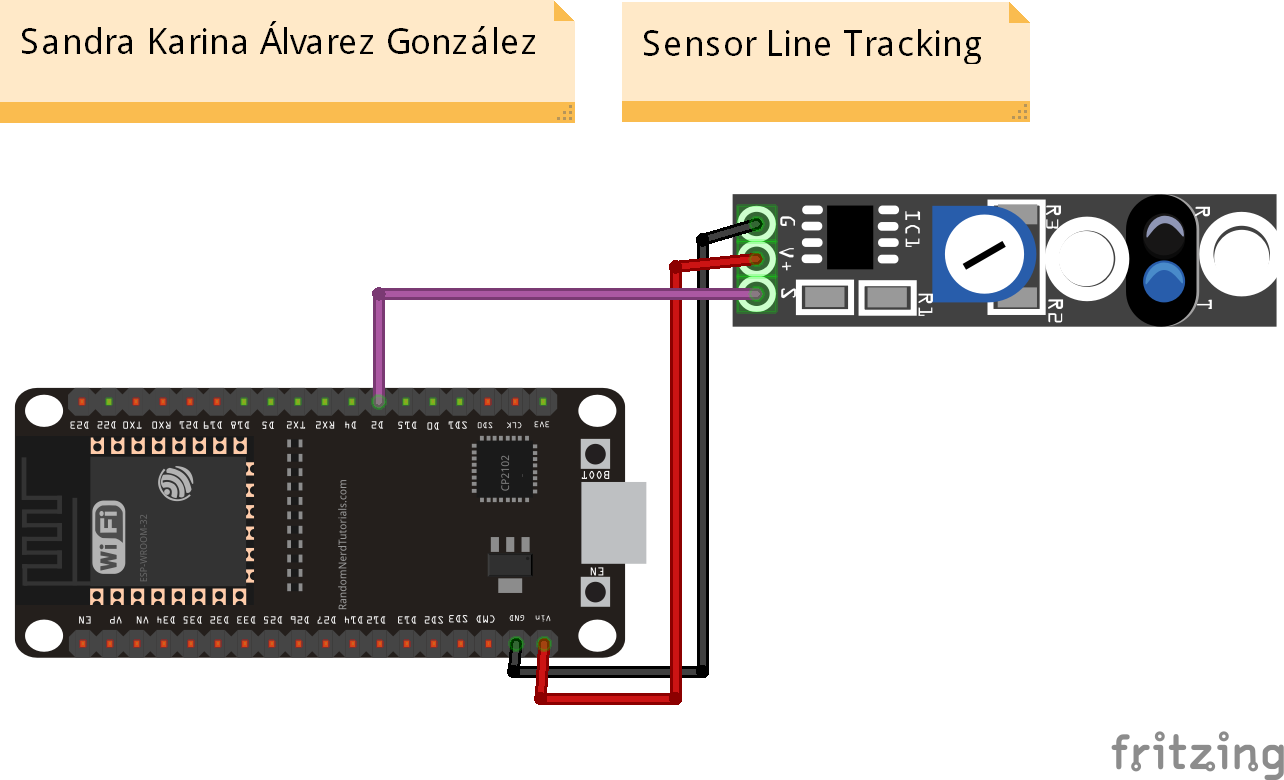 Sandra Karina Álvarez González
Sensor Line Tracking
G
V+
S
IC1
R3
R1
R2
R
T
D23 D22 TX0 RX0 D21 D19 D18 D5 TX2 RX2 D4 D2 D15 D0 SD1 SD0 CLK 3V3
BOOT
CP2102
WiFi
ESP-WROOM-32
RandomNerdTutorials.com
EN
EN VP VN D34 D35 D32 D33 D25 D26 D27 D14 D12 D13 SD2 SD3 CMD GND Vin
fritzing